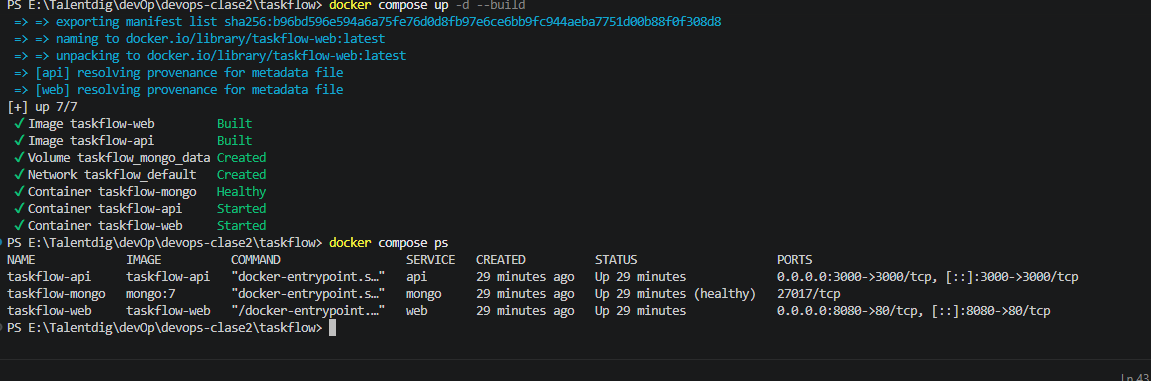 PS E:\Talentdig\devOp\devops-clase2\taskflow> docker compose up -d --build
=> => exporting manifest list sha256:b96bd596e594a6a75fe76d0d8fb97e6ce6bb9fc944aeba7751d00b88f0f308d8
=> => naming to docker.io/library/taskflow-web:latest
=> => unpacking to docker.io/library/taskflow-web:latest
=> [api] resolving provenance for metadata file
=> [web] resolving provenance for metadata file
[+] up 7/7
✓ Image taskflow-web Built
✓ Image taskflow-api Built
✓ Volume taskflow_mongo_data Created
✓ Network taskflow_default Created
✓ Container taskflow-mongo Healthy
✓ Container taskflow-api Started
✓ Container taskflow-web Started
PS E:\Talentdig\devOp\devops-clase2\taskflow> docker compose ps
NAME IMAGE COMMAND SERVICE CREATED STATUS PORTS
taskflow-api taskflow-api "docker-entrypoint.s…" api 29 minutes ago Up 29 minutes 0.0.0.0:3000->3000/tcp, [::]:3000->3000/tcp
taskflow-mongo mongo:7 "docker-entrypoint.s…" mongo 29 minutes ago Up 29 minutes (healthy) 27017/tcp
taskflow-web taskflow-web "/docker-entrypoint.…" web 29 minutes ago Up 29 minutes 0.0.0.0:8080->80/tcp, [::]:8080->80/tcp
PS E:\Talentdig\devOp\devops-clase2\taskflow>
Ln 43